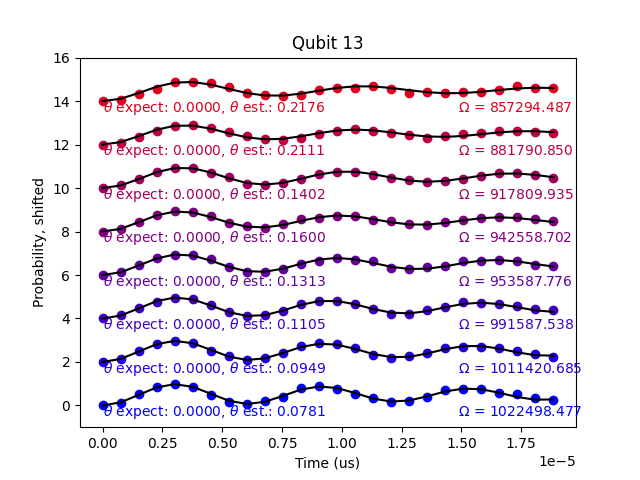 Qubit 13
16
14
12
10
8
6
4
2
0
Probability, shifted
θ expect: 0.0000, θ est.: 0.2176 Ω = 857294.487
θ expect: 0.0000, θ est.: 0.2111 Ω = 881790.850
θ expect: 0.0000, θ est.: 0.1402 Ω = 917809.935
θ expect: 0.0000, θ est.: 0.1600 Ω = 942558.702
θ expect: 0.0000, θ est.: 0.1313 Ω = 953587.776
θ expect: 0.0000, θ est.: 0.1105 Ω = 991587.538
θ expect: 0.0000, θ est.: 0.0949 Ω = 1011420.685
θ expect: 0.0000, θ est.: 0.0781 Ω = 1022498.477
0.00 0.25 0.50 0.75 1.00 1.25 1.50 1.75
Time (us)
1e−5